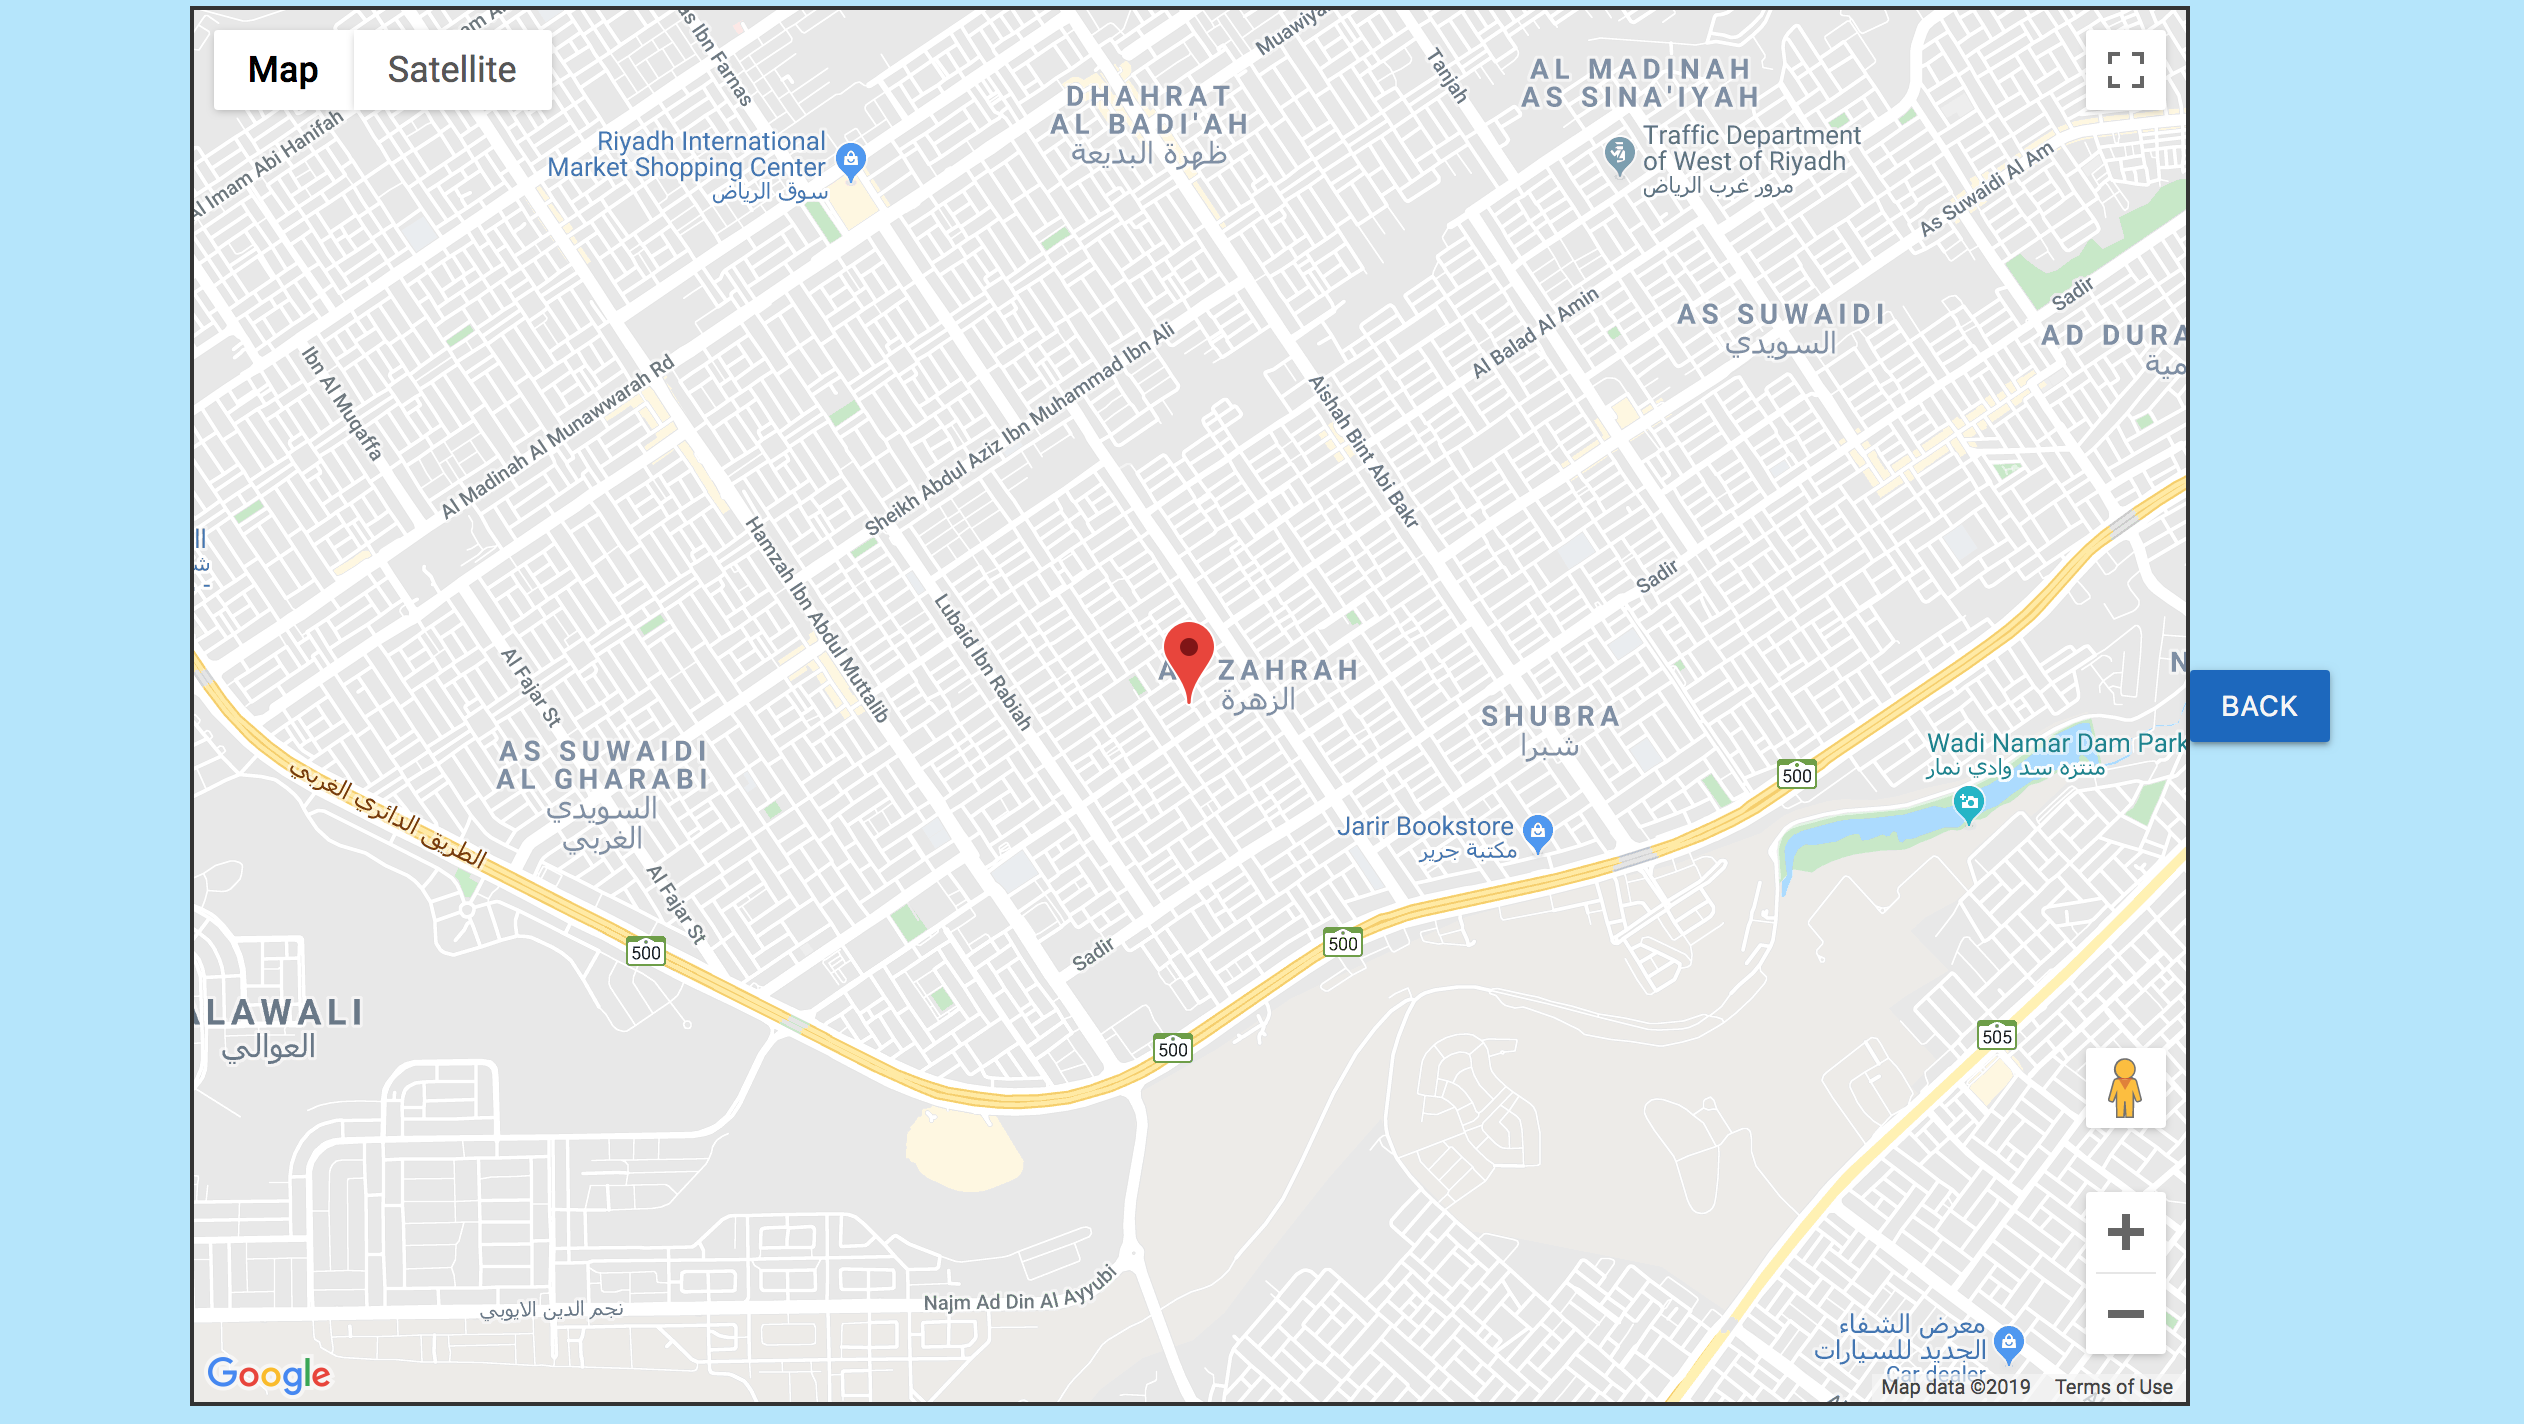 Map
Satellite
Ibn Farnas
Muawiya
Tanjah
AL MADINAH
AS SINA'IYAH
DHAHRAT
AL BADI'AH
ظهرة البديعة
Riyadh International
Market Shopping Center
سوق الرياض
Traffic Department
of West of Riyadh
مرور غرب الرياض
Al Imam Abi Hanifah
As Suwaidi Al Am
Sadir
AS SUWAIDI
السويدي
AD DURA
مية
Al Balad Al Amin
Ibn Al Muqaffa
Al Madinah Al Munawwarah Rd
Sheikh Abdul Aziz Ibn Muhammad Ibn Ali
Aishah Bint Abi Bakr
Hamzah Ibn Abdul Muttalib
Lubaid Ibn Rabiah
Sadir
Al Fajar St
ZAHRAH
الزهرة
SHUBRA
شبرا
BACK
AS SUWAIDI
AL GHARABI
السويدي
الغربي
الطريق الدائري الغربي
Wadi Namar Dam Park
منتزه سد وادي نمار
500
Jarir Bookstore
مكتبة جرير
Al Fajar St
500
500
Sadir
LAWALI
العوالي
500
505
Najm Ad Din Al Ayyubi
نجم الدين الايوبي
معرض الشفاء
الجديد للسيارات
Car dealer
Google
Map data ©2019
Terms of Use